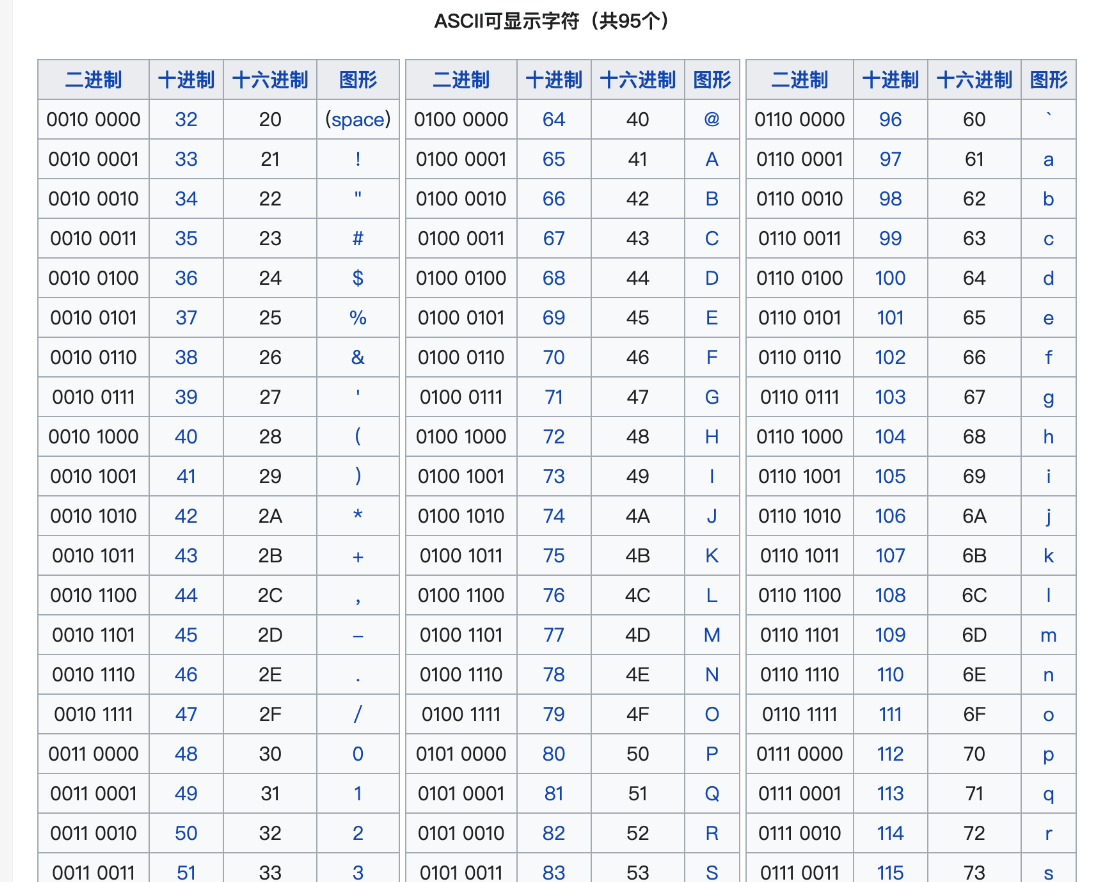 ASCII可显示字符（共95个）
二进制 十进制 十六进制 图形 二进制 十进制 十六进制 图形 二进制 十进制 十六进制 图形
0010 0000 32 20 (space) 0100 0000 64 40 @ 0110 0000 96 60 `
0010 0001 33 21 ! 0100 0001 65 41 A 0110 0001 97 61 a
0010 0010 34 22 " 0100 0010 66 42 B 0110 0010 98 62 b
0010 0011 35 23 # 0100 0011 67 43 C 0110 0011 99 63 c
0010 0100 36 24 $ 0100 0100 68 44 D 0110 0100 100 64 d
0010 0101 37 25 % 0100 0101 69 45 E 0110 0101 101 65 e
0010 0110 38 26 & 0100 0110 70 46 F 0110 0110 102 66 f
0010 0111 39 27 ' 0100 0111 71 47 G 0110 0111 103 67 g
0010 1000 40 28 ( 0100 1000 72 48 H 0110 1000 104 68 h
0010 1001 41 29 ) 0100 1001 73 49 I 0110 1001 105 69 i
0010 1010 42 2A * 0100 1010 74 4A J 0110 1010 106 6A j
0010 1011 43 2B + 0100 1011 75 4B K 0110 1011 107 6B k
0010 1100 44 2C , 0100 1100 76 4C L 0110 1100 108 6C l
0010 1101 45 2D – 0100 1101 77 4D M 0110 1101 109 6D m
0010 1110 46 2E . 0100 1110 78 4E N 0110 1110 110 6E n
0010 1111 47 2F / 0100 1111 79 4F O 0110 1111 111 6F o
0011 0000 48 30 0 0101 0000 80 50 P 0111 0000 112 70 p
0011 0001 49 31 1 0101 0001 81 51 Q 0111 0001 113 71 q
0011 0010 50 32 2 0101 0010 82 52 R 0111 0010 114 72 r
0011 0011 51 33 3 0101 0011 83 53 S 0111 0011 115 73 s